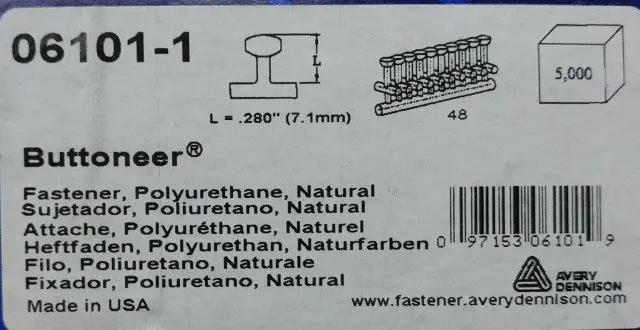 06101-1
L
L = .280" (7.1mm)
48
5,000
Buttoneer®
Fastener, Polyurethane, Natural
Sujetador, Poliuretano, Natural
Attache, Polyuréthane, Naturel
Heftfaden, Polyurethan, Naturfarben
Filo, Poliuretano, Naturale
Fixador, Poliuretano, Natural
Made in USA
0 97153 06101 9
AVERY
DENNISON
www.fastener.averydennison.com